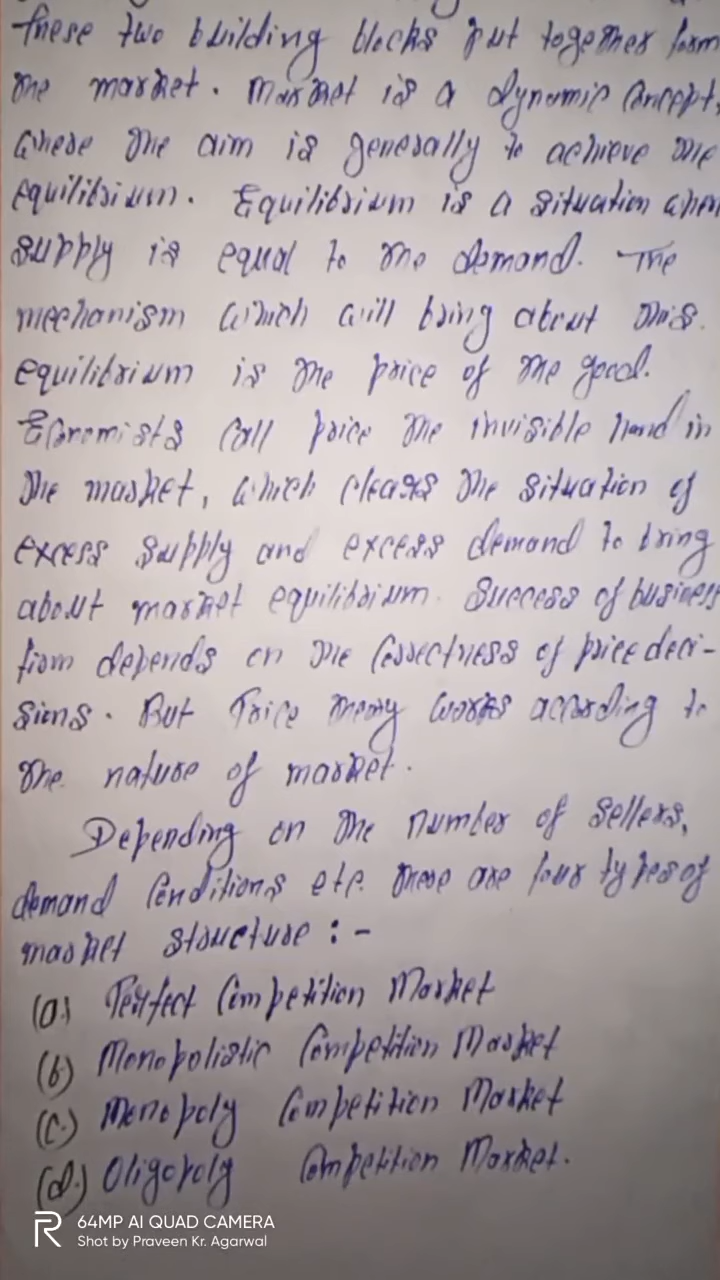 These two building blocks put together form
the market. Market is a dynamic concept,
where the aim is generally to achieve the
equilibrium. Equilibrium is a situation when
supply is equal to the demand. The
mechanism which will bring about this
equilibrium is the price of the good.
Economists call price the invisible hand in
the market, which clears the situation of
excess supply and excess demand to bring
about market equilibrium. Success of business
firm depends on the correctness of price deci-
sions. But Price theory works according to
the nature of market.
Depending on the number of sellers,
demand conditions etc. there are four types of
market structure :-
(a.) Perfect Competition Market
(b) Monopolistic Competition Market
(c.) Monopoly Competition Market
(d.) Oligopoly Competition Market.
64MP AI QUAD CAMERA
Shot by Praveen Kr. Agarwal